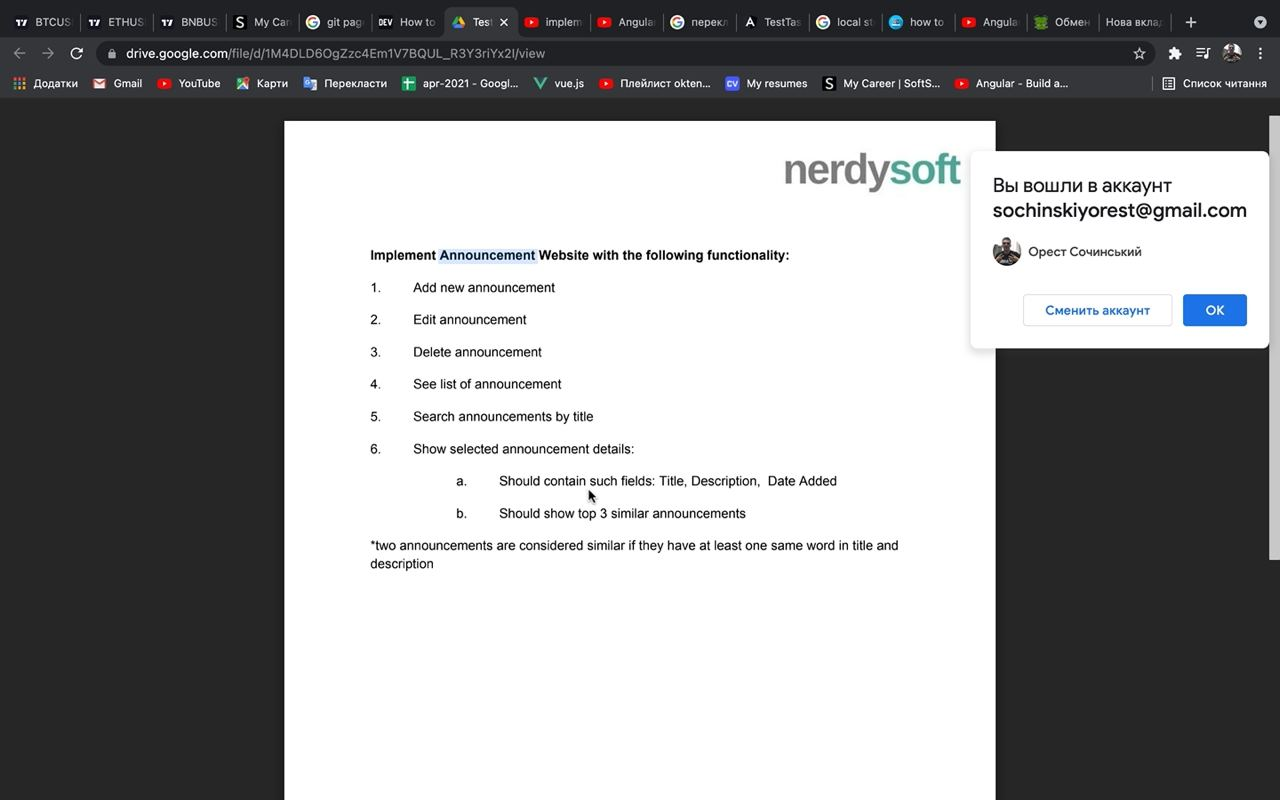 BTCUS
ETHUS
BNBUS
My Car
git pag
DEV How to
Test
implem
Angula
перекл
TestTas
local st
how to
Angula
Обмен
Нова вклад
drive.google.com/file/d/1M4DLD6OgZzc4Em1V7BQUL_R3Y3riYx2I/view
Додатки
Gmail
YouTube
Карти
Перекласти
apr-2021 - Googl...
vue.js
Плейлист okten...
CV My resumes
My Career | SoftS...
Angular - Build a...
Список читання
nerdysoft
Вы вошли в аккаунт
sochinskiyorest@gmail.com
Орест Сочинський
Сменить аккаунт
ОК
Implement Announcement Website with the following functionality:
1. Add new announcement
2. Edit announcement
3. Delete announcement
4. See list of announcement
5. Search announcements by title
6. Show selected announcement details:
a. Should contain such fields: Title, Description, Date Added
b. Should show top 3 similar announcements
*two announcements are considered similar if they have at least one same word in title and
description